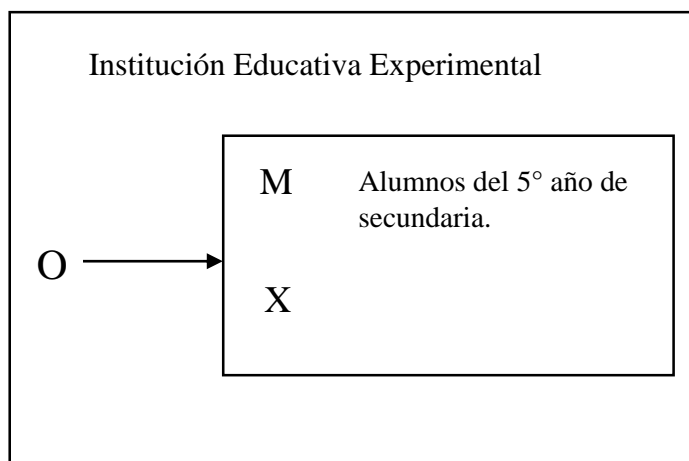 Institución Educativa Experimental
M Alumnos del 5° año de
secundaria.
O
X